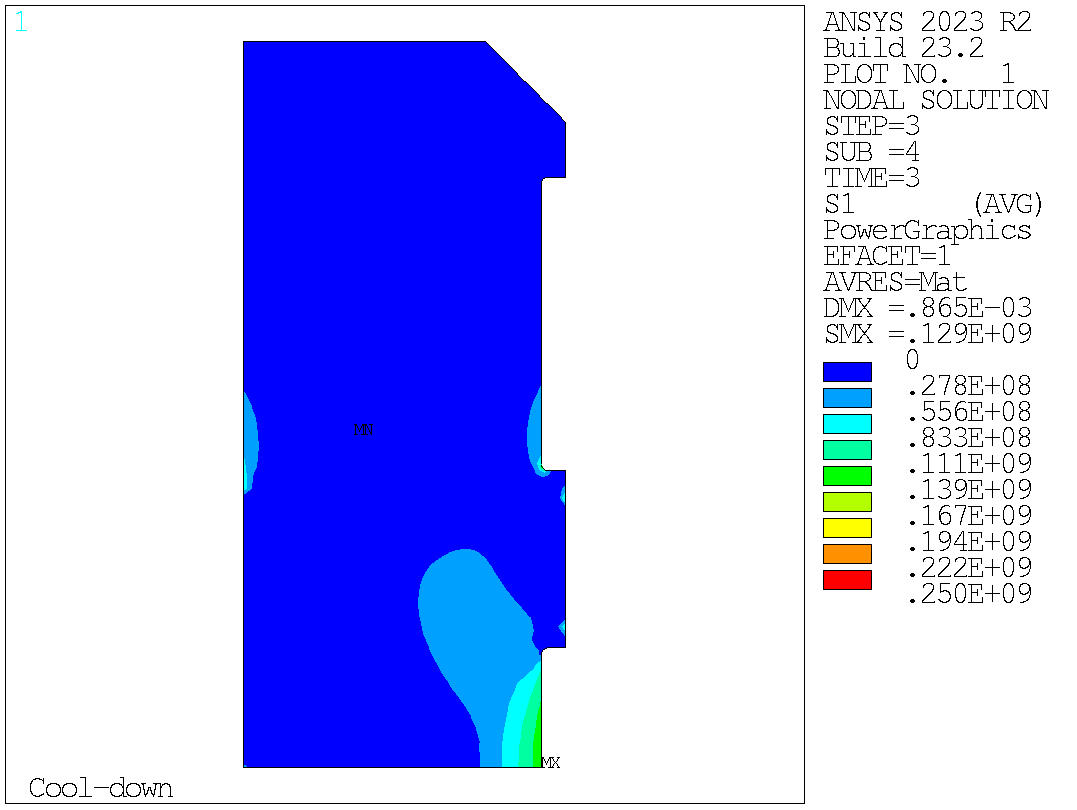 1
ANSYS 2023 R2
Build 23.2
PLOT NO.   1
NODAL SOLUTION
STEP=3
SUB =4
TIME=3
S1       (AVG)
PowerGraphics
EFACET=1
AVRES=Mat
DMX =.865E-03
SMX =.129E+09
0
.278E+08
.556E+08
.833E+08
.111E+09
.139E+09
.167E+09
.194E+09
.222E+09
.250E+09
MN
MX
Cool-down